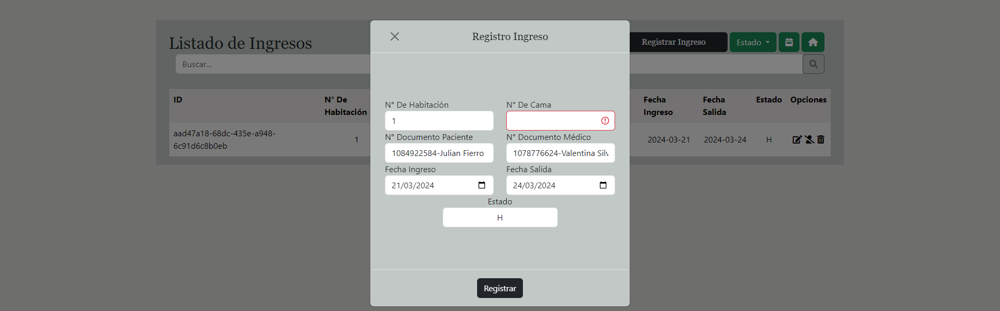 Listado de Ingresos
Registro Ingreso
Registrar Ingreso
Estado
Buscar...
ID
N° De Habitación
Fecha Ingreso
Fecha Salida
Estado
Opciones
aad47a18-68dc-435e-a948-
6c91d6c8b0eb
1
2024-03-21
2024-03-24
H
N° De Habitación
N° De Cama
1
N° Documento Paciente
N° Documento Médico
1084922584-Julian Fierro
1078776624-Valentina Silv
Fecha Ingreso
Fecha Salida
21/03/2024
24/03/2024
Estado
H
Registrar